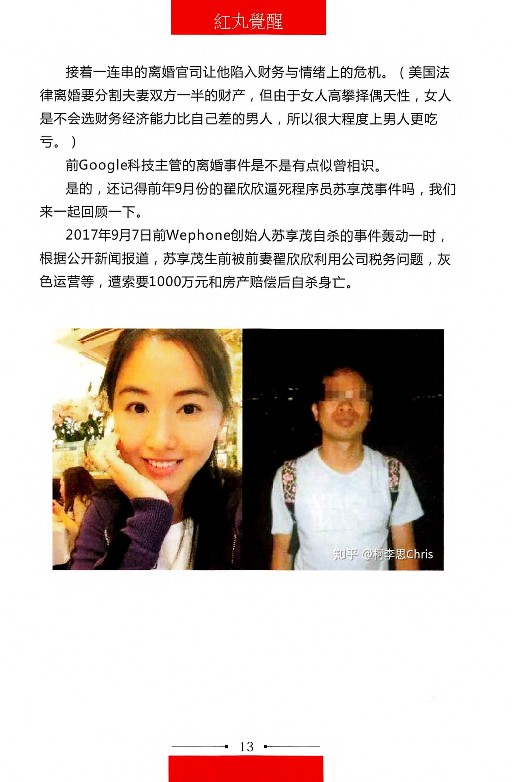 紅丸覺醒
接着一连串的离婚官司让他陷入财务与情绪上的危机。（美国法
律离婚要分割夫妻双方一半的财产，但由于女人高攀择偶天性，女人
是不会选财务经济能力比自己差的男人，所以很大程度上男人更吃
亏。）
前Google科技主管的离婚事件是不是有点似曾相识。
是的，还记得前年9月份的翟欣欣逼死程序员苏享茂事件吗，我们
来一起回顾一下。
2017年9月7日前Wephone创始人苏享茂自杀的事件轰动一时，
根据公开新闻报道，苏享茂生前被前妻翟欣欣利用公司税务问题，灰
色运营等，遭索要1000万元和房产赔偿后自杀身亡。
知乎 @柯李思Chris
13